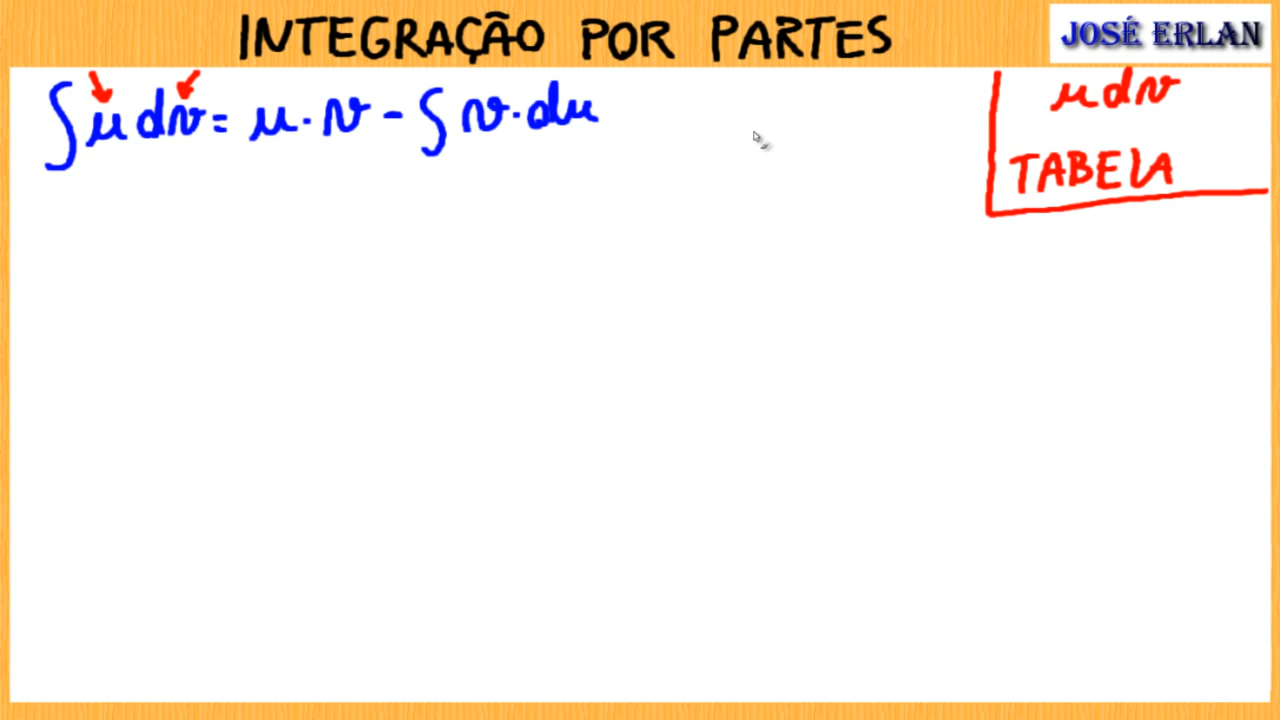 INTEGRAÇÃO POR PARTES
JOSÉ ERLAN
∫u dv = u · v - ∫v · du
u dv
TABELA